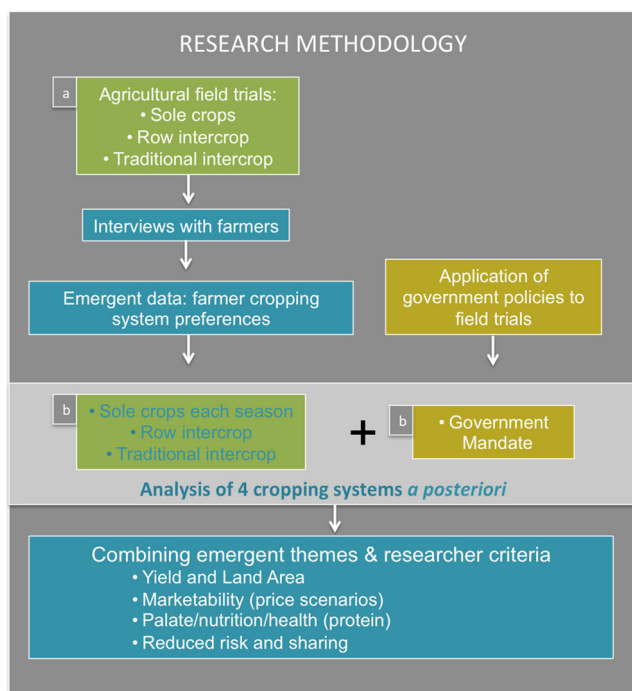 RESEARCH METHODOLOGY
a
Agricultural field trials:
• Sole crops
• Row intercrop
• Traditional intercrop
Interviews with farmers
Emergent data: farmer cropping
system preferences
Application of
government policies to
field trials
b
• Sole crops each season
• Row intercrop
• Traditional intercrop
+
b
• Government
Mandate
Analysis of 4 cropping systems a posteriori
Combining emergent themes & researcher criteria
• Yield and Land Area
• Marketability (price scenarios)
• Palate/nutrition/health (protein)
• Reduced risk and sharing